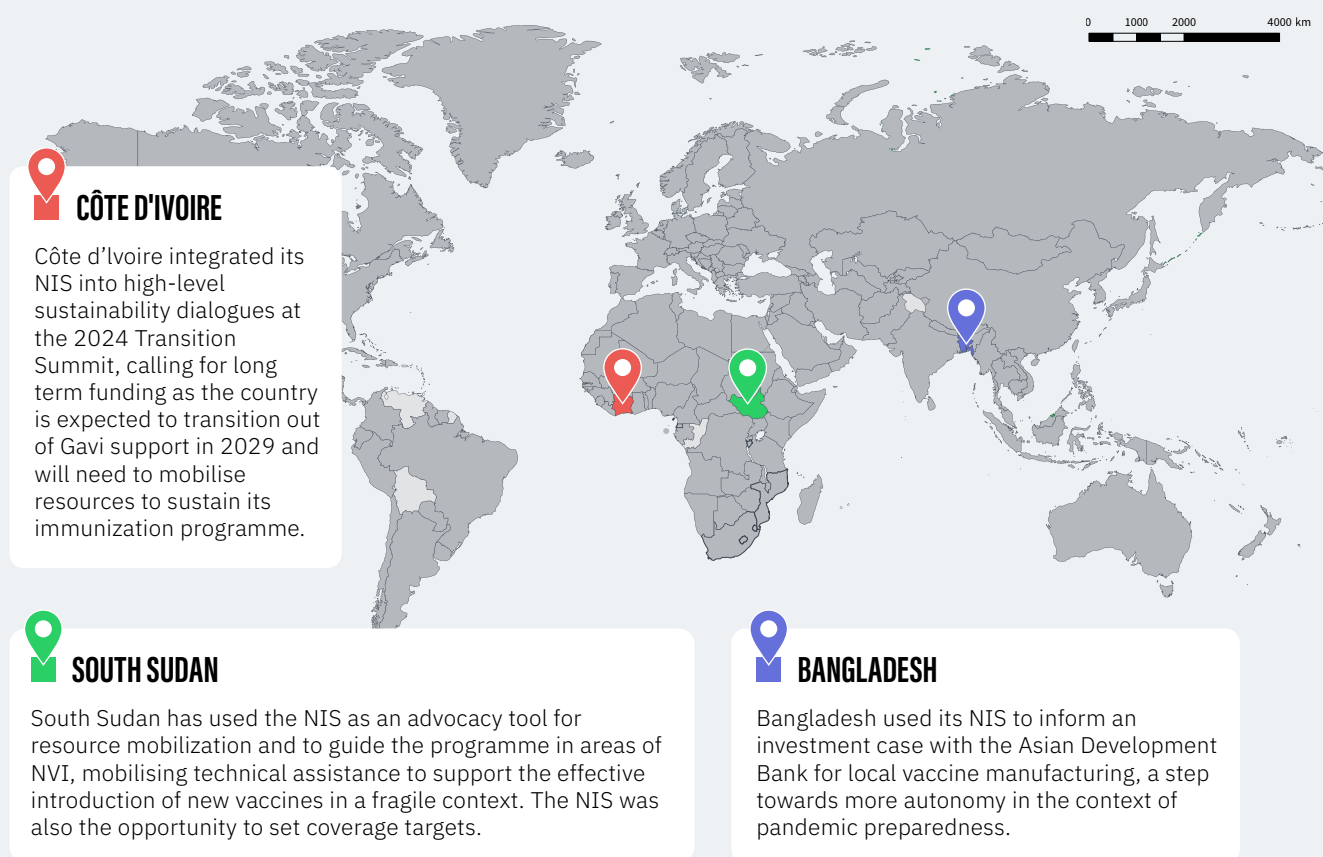 0 1000 2000 4000 km
CÔTE D'IVOIRE
Côte d’Ivoire integrated its
NIS into high-level
sustainability dialogues at
the 2024 Transition
Summit, calling for long
term funding as the country
is expected to transition out
of Gavi support in 2029 and
will need to mobilise
resources to sustain its
immunization programme.
SOUTH SUDAN
South Sudan has used the NIS as an advocacy tool for
resource mobilization and to guide the programme in areas of
NVI, mobilising technical assistance to support the effective
introduction of new vaccines in a fragile context. The NIS was
also the opportunity to set coverage targets.
BANGLADESH
Bangladesh used its NIS to inform an
investment case with the Asian Development
Bank for local vaccine manufacturing, a step
towards more autonomy in the context of
pandemic preparedness.